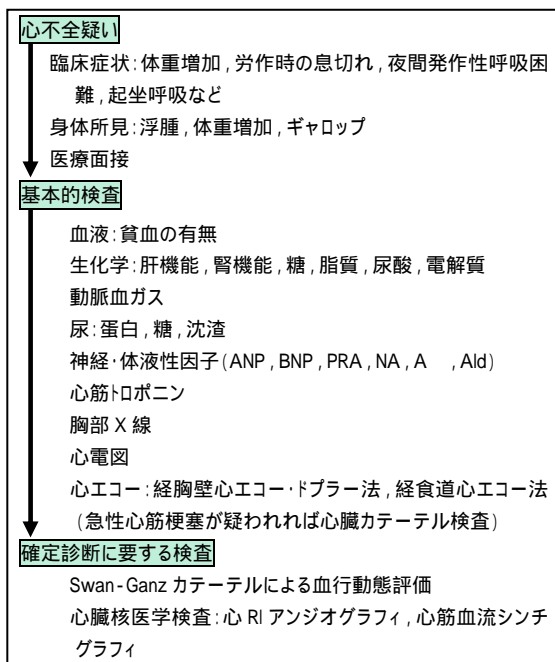 心不全疑い
臨床症状:体重増加,労作時の息切れ,夜間発作性呼吸困
難,起坐呼吸など
身体所見:浮腫,体重増加,ギャロップ
医療面接
基本的検査
血液:貧血の有無
生化学:肝機能,腎機能,糖,脂質,尿酸,電解質
動脈血ガス
尿:蛋白,糖,沈渣
神経・体液性因子(ANP,BNP,PRA,NA,A ,Ald)
心筋トロポニン
胸部 X 線
心電図
心エコー:経胸壁心エコー・ドプラー法,経食道心エコー法
(急性心筋梗塞が疑われれば心臓カテーテル検査)
確定診断に要する検査
Swan-Ganz カテーテルによる血行動態評価
心臓核医学検査:心 RI アンジオグラフィ,心筋血流シンチ
グラフィ